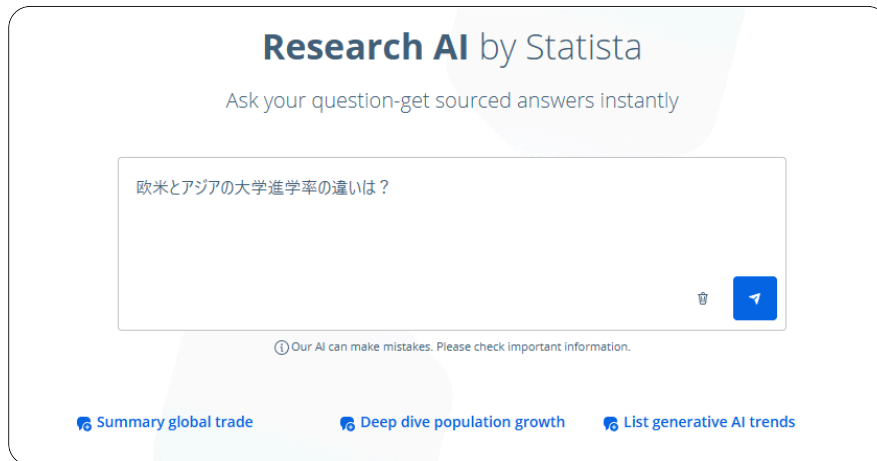 Research AI by Statista
Ask your question-get sourced answers instantly
欧米とアジアの大学進学率の違いは？
Our AI can make mistakes. Please check important information.
Summary global trade
Deep dive population growth
List generative AI trends